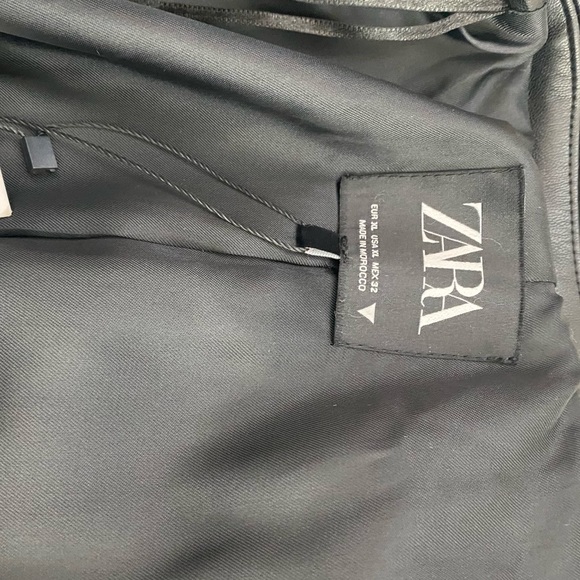 ZARA
EUR XL USA XL MEX 32
MADE IN MOROCCO